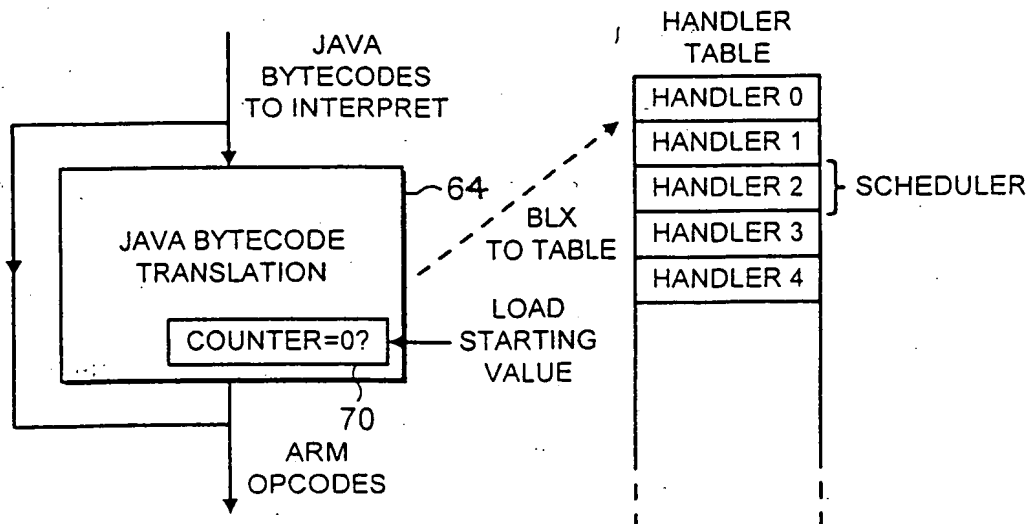 JAVA
BYTECODES
TO INTERPRET
64
JAVA BYTECODE
TRANSLATION
COUNTER=0?
70
LOAD
STARTING
VALUE
BLX
TO TABLE
ARM
OPCODES
HANDLER
TABLE
HANDLER 0
HANDLER 1
HANDLER 2
SCHEDULER
HANDLER 3
HANDLER 4